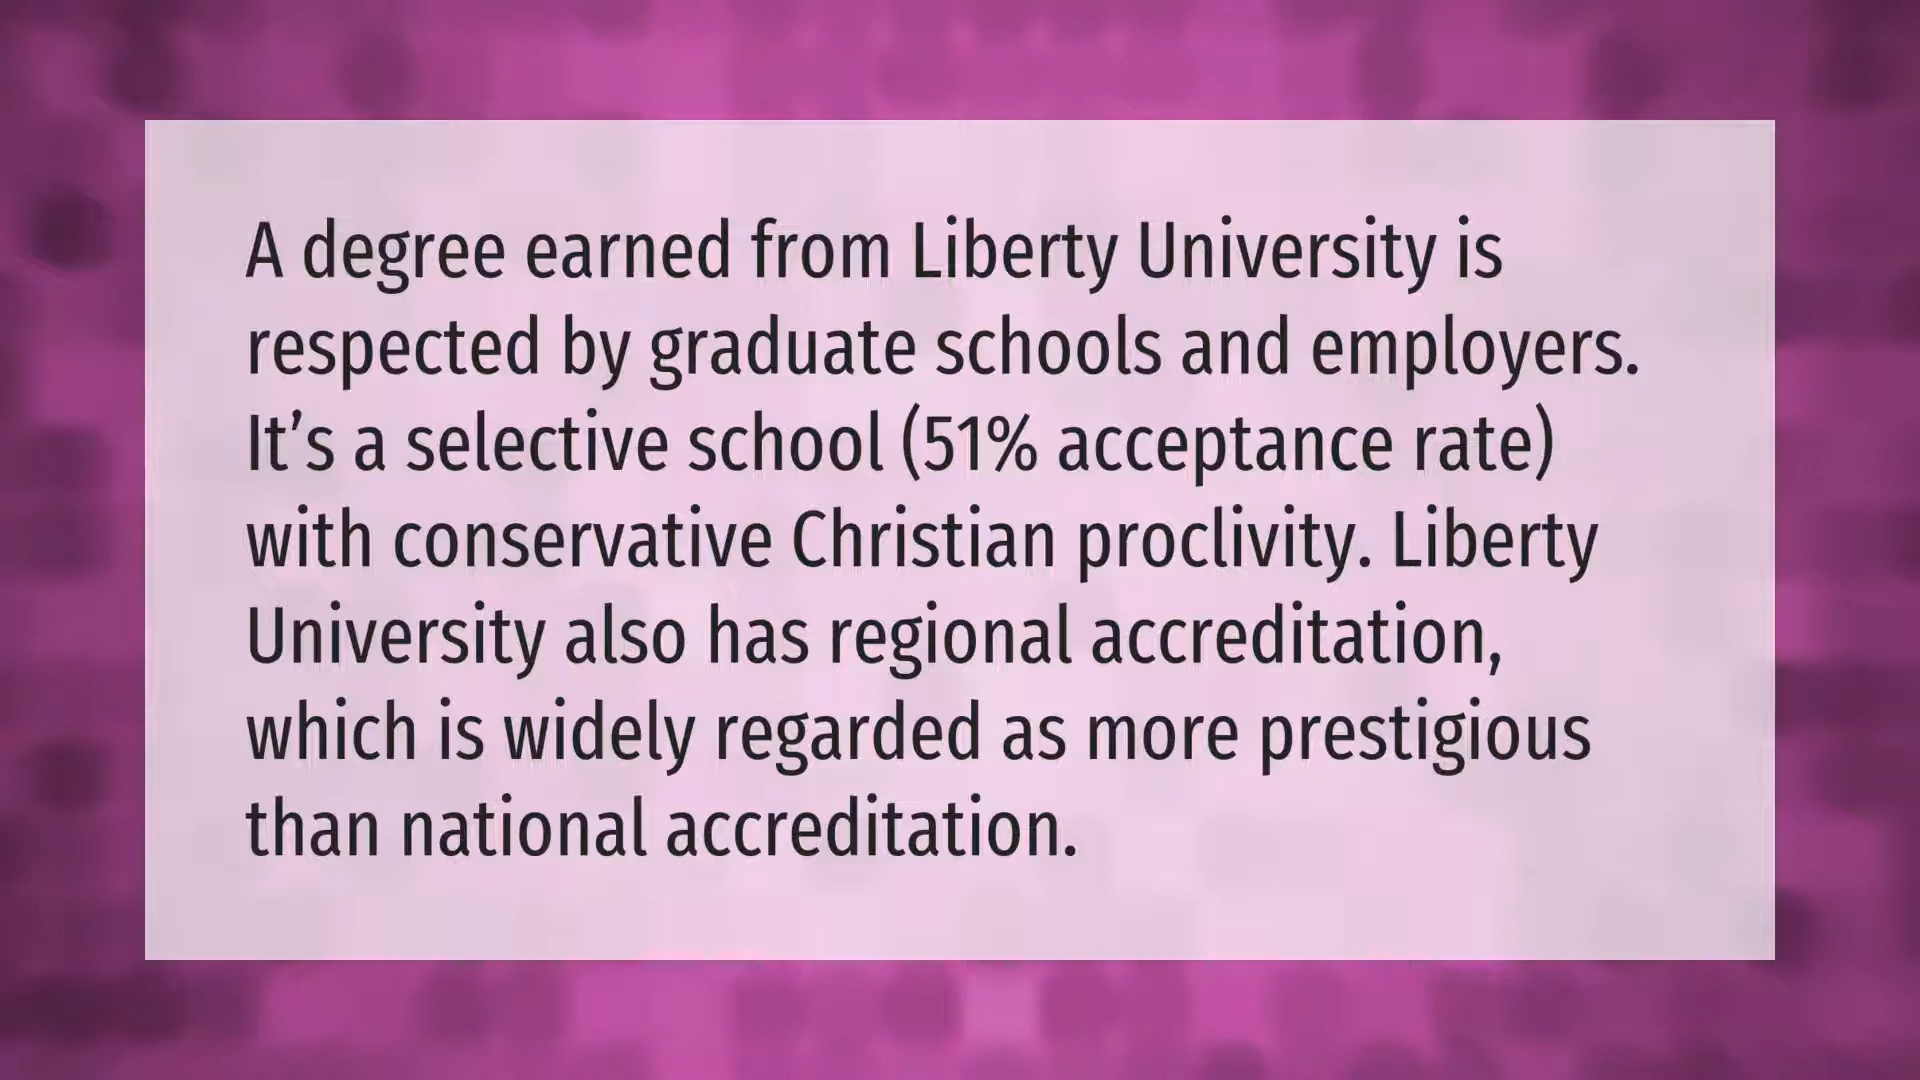 A degree earned from Liberty University is
respected by graduate schools and employers.
It’s a selective school (51% acceptance rate)
with conservative Christian proclivity. Liberty
University also has regional accreditation,
which is widely regarded as more prestigious
than national accreditation.